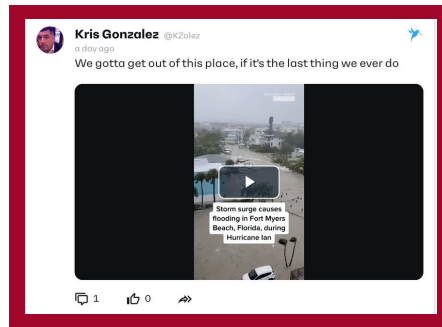 Kris Gonzalez @KZolez
a day ago
We gotta get out of this place, if it's the last thing we ever do
Storm surge causes
flooding in Fort Myers
Beach, Florida, during
Hurricane Ian
1 0